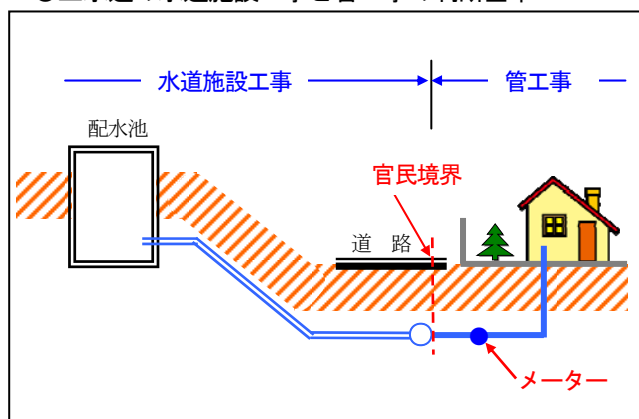 水道施設工事
管工事
配水池
官民境界
道 路
メーター